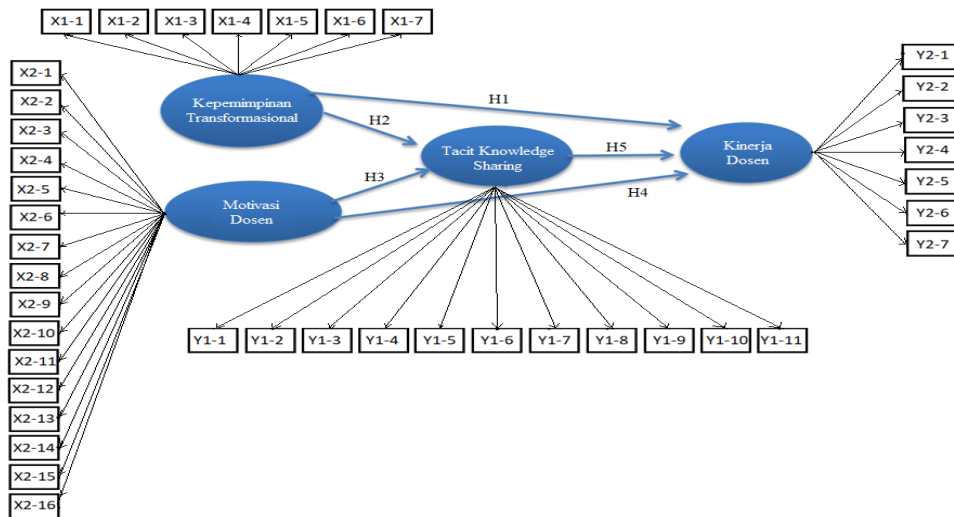 X1-1
X1-2
X1-3
X1-4
X1-5
X1-6
X1-7
X2-1
X2-2
X2-3
X2-4
X2-5
X2-6
X2-7
X2-8
X2-9
X2-10
X2-11
X2-12
X2-13
X2-14
X2-15
X2-16
Kepemimpinan
Transformasional
Motivasi
Dosen
H1
H2
H3
H4
H5
Tacit Knowledge
Sharing
Kinerja
Dosen
Y2-1
Y2-2
Y2-3
Y2-4
Y2-5
Y2-6
Y2-7
Y1-1
Y1-2
Y1-3
Y1-4
Y1-5
Y1-6
Y1-7
Y1-8
Y1-9
Y1-10
Y1-11